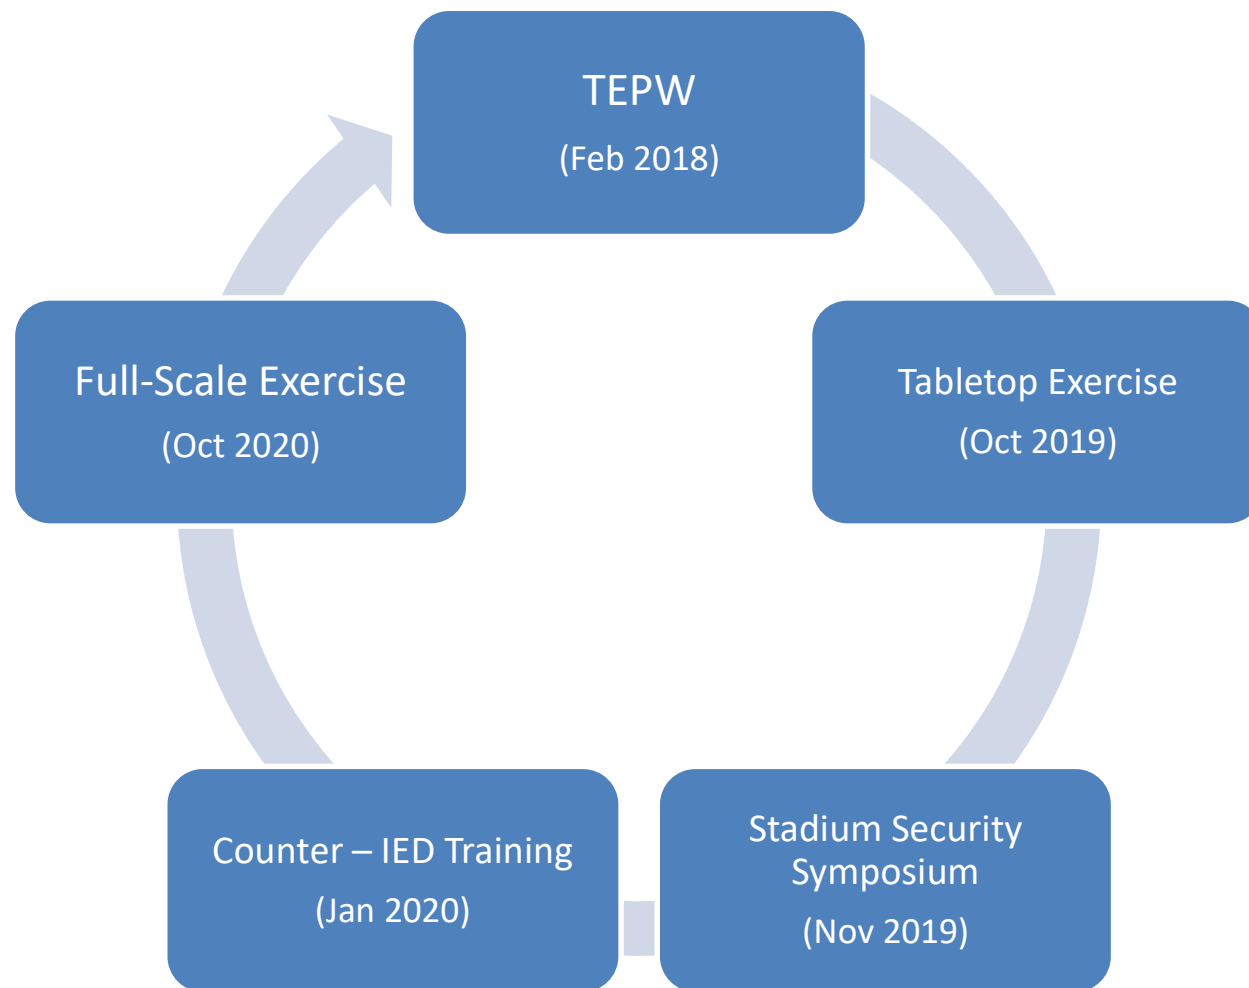 TEPW
(Feb 2018)
Tabletop Exercise
(Oct 2019)
Stadium Security
Symposium
(Nov 2019)
Counter – IED Training
(Jan 2020)
Full-Scale Exercise
(Oct 2020)